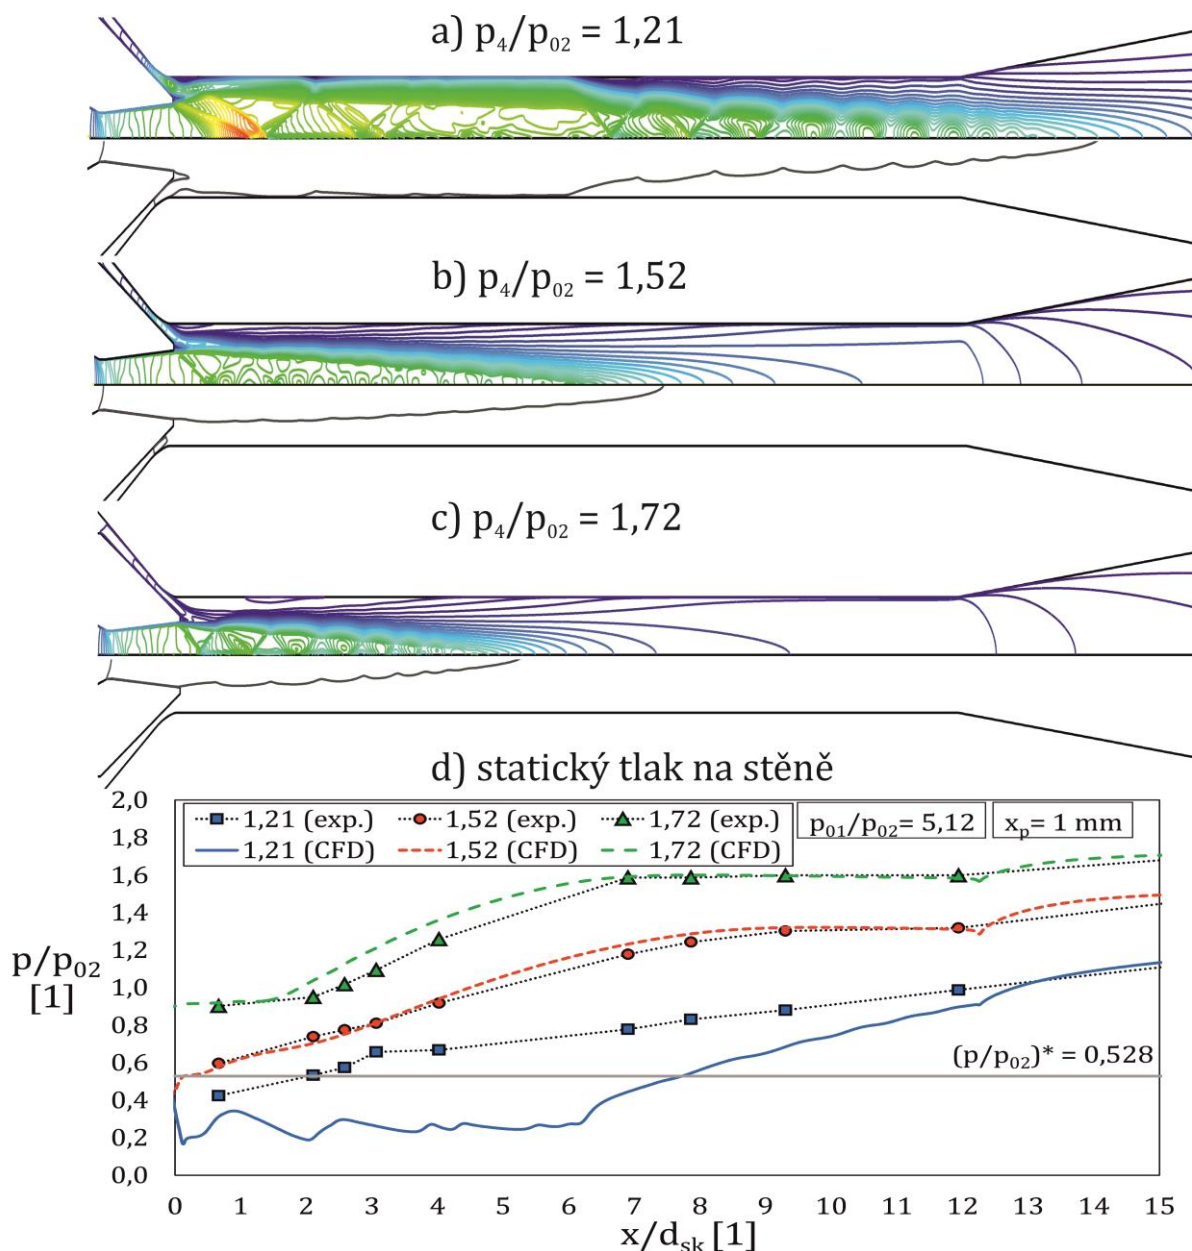 a) p₄/p₀₂ = 1,21
b) p₄/p₀₂ = 1,52
c) p₄/p₀₂ = 1,72
d) statický tlak na stěně
2,0
1,8
1,6
1,4
1,2
1,0
0,8
0,6
0,4
0,2
0,0
p/p₀₂
[1]
1,21 (exp.) 1,52 (exp.) 1,72 (exp.)
1,21 (CFD) 1,52 (CFD) 1,72 (CFD)
p₀₁/p₀₂= 5,12 xₚ= 1 mm
(p/p₀₂)* = 0,528
0 1 2 3 4 5 6 7 8 9 10 11 12 13 14 15
x/dₛₖ [1]